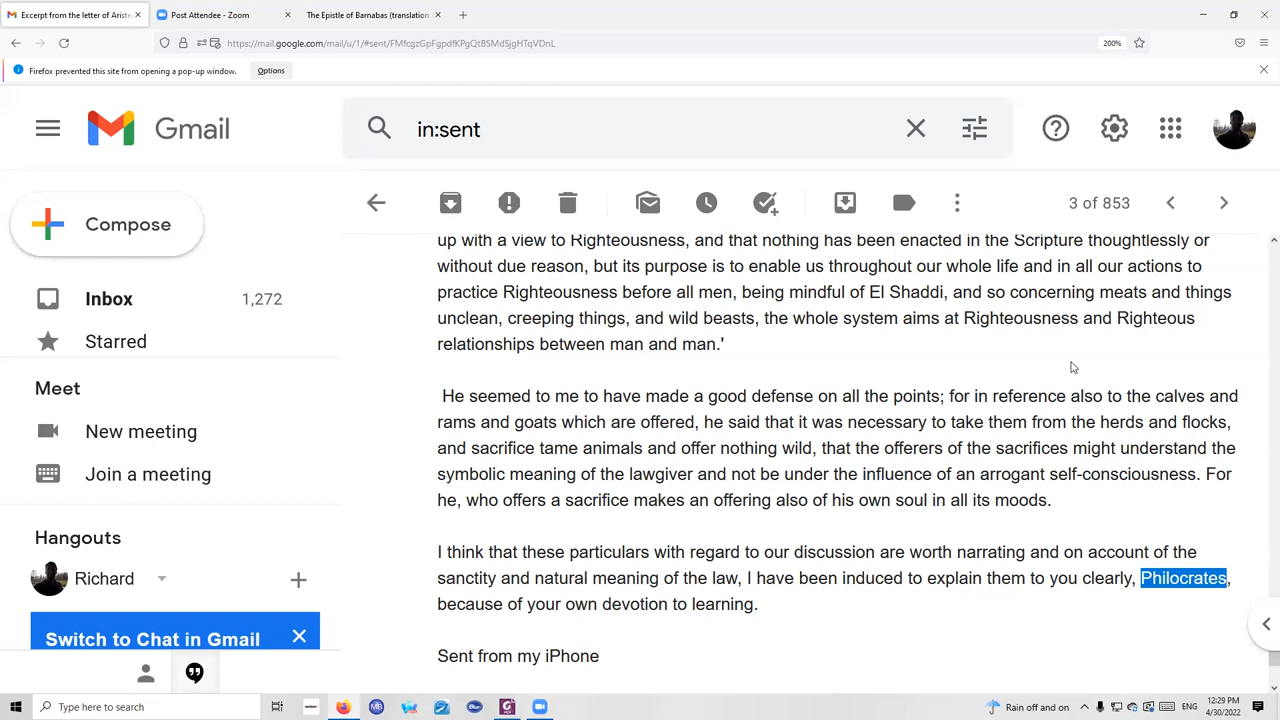 Excerpt from the letter of Ariste
Post Attendee - Zoom
The Epistle of Barnabas (translation
https://mail.google.com/mail/u/1/#sent/FMfcgzGpFgpdfKPgQtBSMdSjgHTqVDnL
200%
Firefox prevented this site from opening a pop-up window.
Options
Gmail
in:sent
Compose
3 of 853
Inbox
1,272
Starred
Meet
New meeting
Join a meeting
Hangouts
Richard
Switch to Chat in Gmail
up with a view to Righteousness, and that nothing has been enacted in the Scripture thoughtlessly or
without due reason, but its purpose is to enable us throughout our whole life and in all our actions to
practice Righteousness before all men, being mindful of El Shaddi, and so concerning meats and things
unclean, creeping things, and wild beasts, the whole system aims at Righteousness and Righteous
relationships between man and man.'
He seemed to me to have made a good defense on all the points; for in reference also to the calves and
rams and goats which are offered, he said that it was necessary to take them from the herds and flocks,
and sacrifice tame animals and offer nothing wild, that the offerers of the sacrifices might understand the
symbolic meaning of the lawgiver and not be under the influence of an arrogant self-consciousness. For
he, who offers a sacrifice makes an offering also of his own soul in all its moods.
I think that these particulars with regard to our discussion are worth narrating and on account of the
sanctity and natural meaning of the law, I have been induced to explain them to you clearly, Philocrates,
because of your own devotion to learning.
Sent from my iPhone
Type here to search
Rain off and on
ENG
12:29 PM
4/30/2022